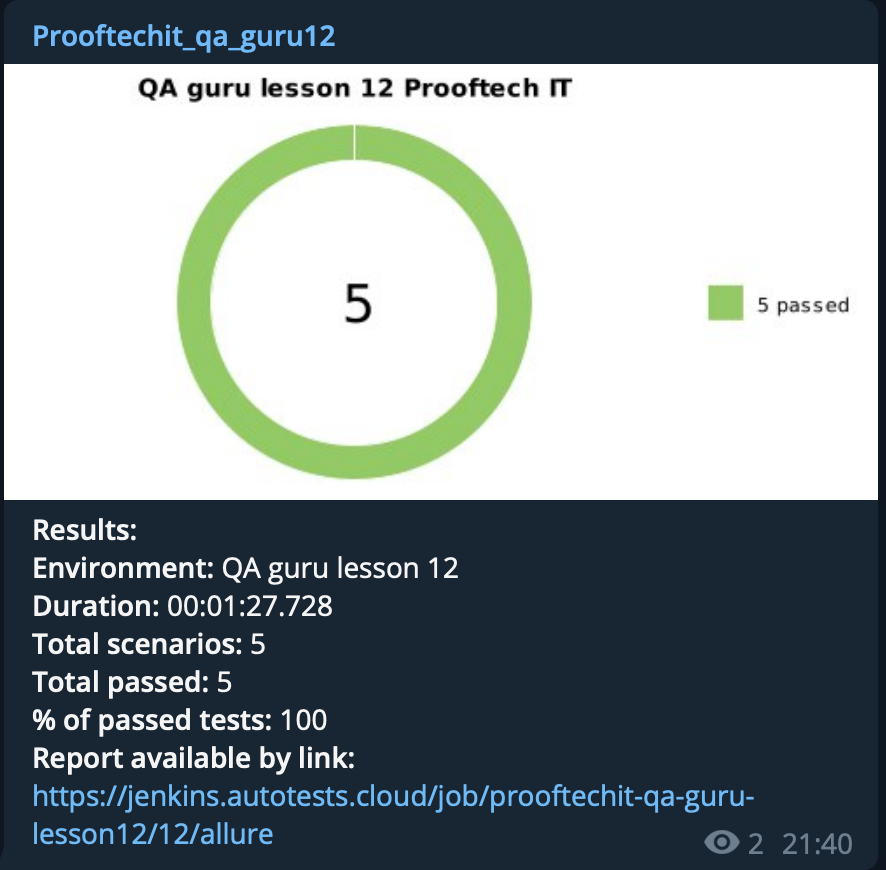 Prooftechit_qa_guru12
QA guru lesson 12 Prooftech IT
5
5 passed
Results:
Environment: QA guru lesson 12
Duration: 00:01:27.728
Total scenarios: 5
Total passed: 5
% of passed tests: 100
Report available by link:
https://jenkins.autotests.cloud/job/prooftechit-qa-guru-
lesson12/12/allure
2 21:40